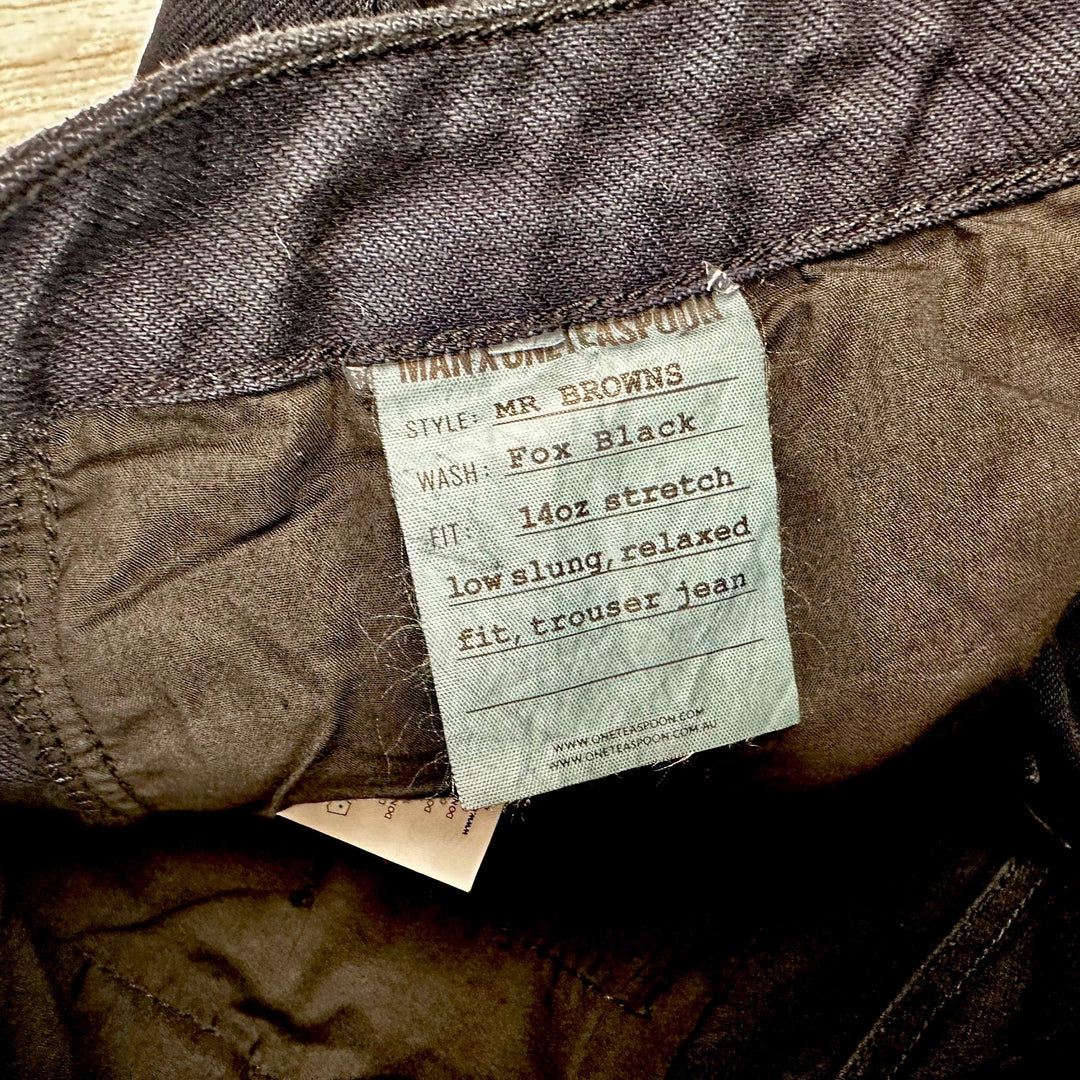 MANXONETEASPOON
STYLE: MR BROWNS
WASH: Fox Black
FIT: 14oz stretch
low slung, relaxed
fit, trouser jean
WWW.ONETEASPOON.COM
WWW.ONETEASPOON.COM.AU